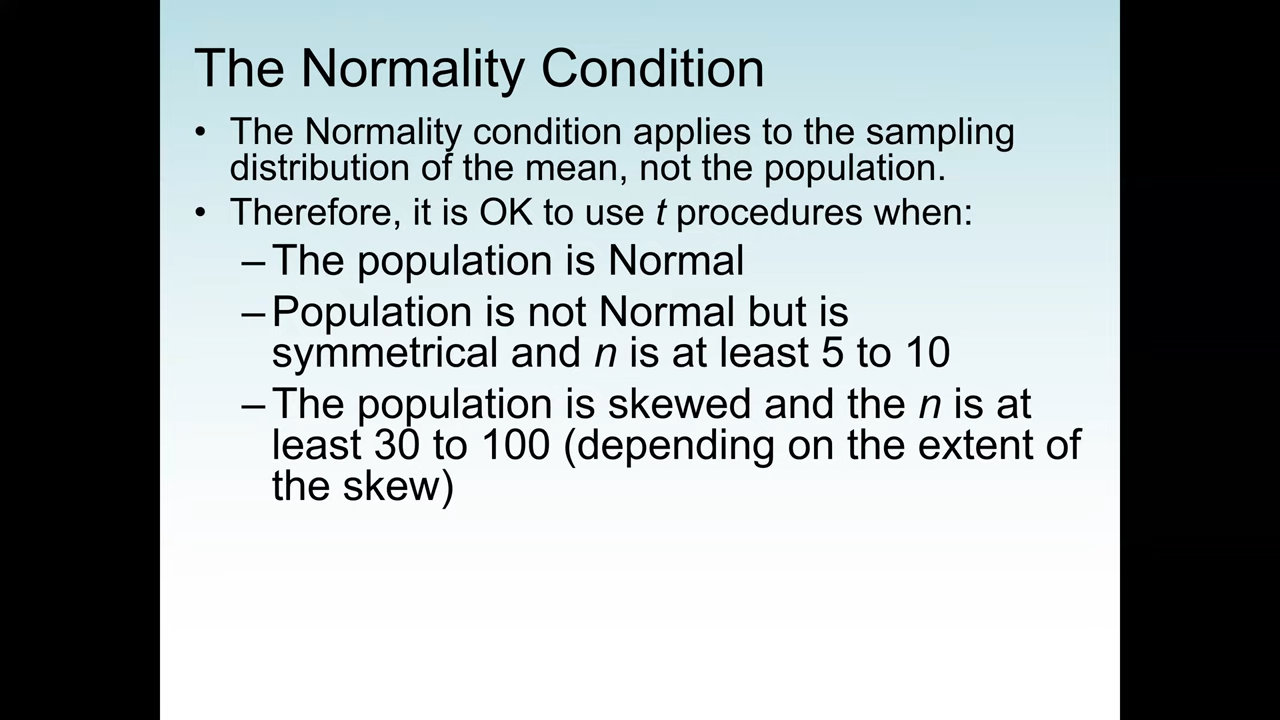 The Normality Condition
• The Normality condition applies to the sampling
distribution of the mean, not the population.
• Therefore, it is OK to use t procedures when:
–The population is Normal
–Population is not Normal but is
symmetrical and n is at least 5 to 10
–The population is skewed and the n is at
least 30 to 100 (depending on the extent of
the skew)